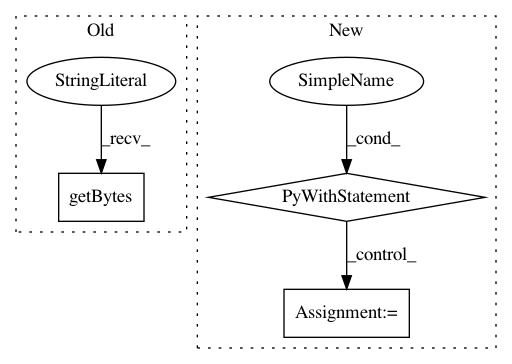 Old
New
StringLiteral
SimpleName
_recv_
_cond_
getBytes
PyWithStatement
_control_
Assignment:=